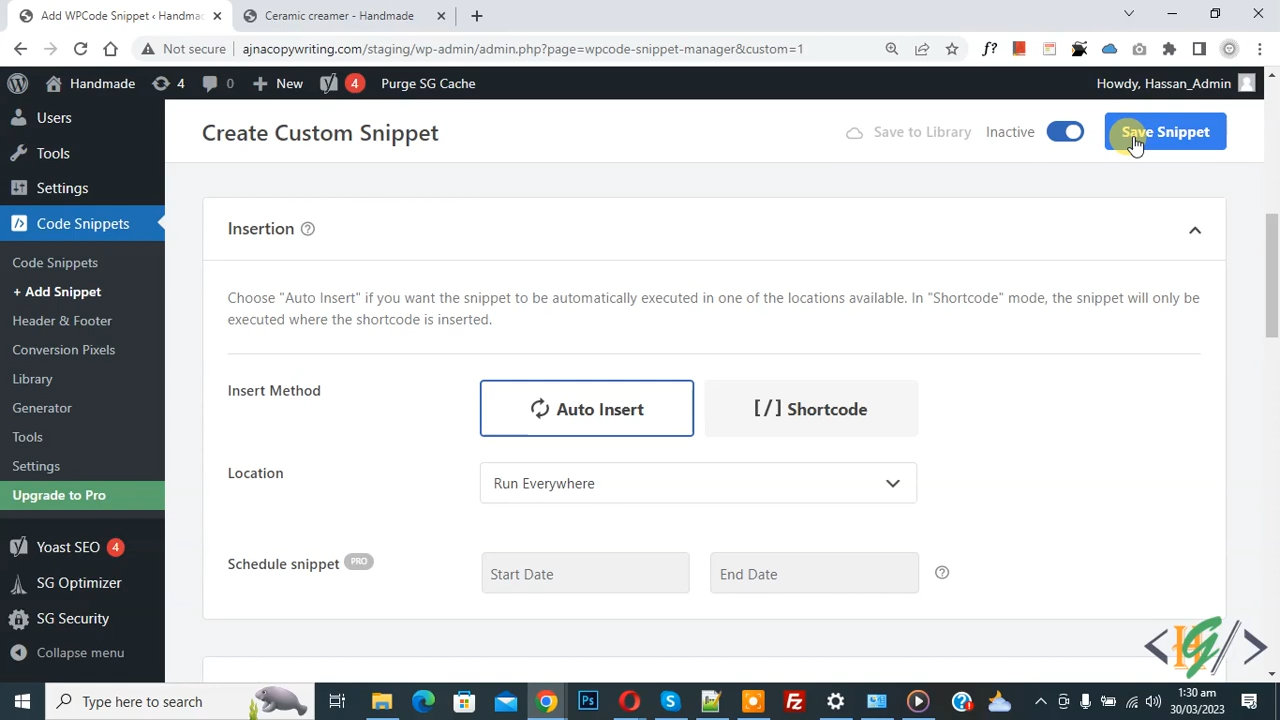 Add WPCode Snippet ‹ Handmad
Ceramic creamer - Handmade
Not secure
ajnacopywriting.com/staging/wp-admin/admin.php?page=wpcode-snippet-manager&custom=1
Handmade
4
0
New
4
Purge SG Cache
Howdy, Hassan_Admin
Users
Tools
Settings
Code Snippets
Code Snippets
+ Add Snippet
Header & Footer
Conversion Pixels
Library
Generator
Tools
Settings
Upgrade to Pro
Yoast SEO 4
SG Optimizer
SG Security
Collapse menu
Create Custom Snippet
Save to Library
Inactive
Save Snippet
Insertion
Choose "Auto Insert" if you want the snippet to be automatically executed in one of the locations available. In "Shortcode" mode, the snippet will only be
executed where the shortcode is inserted.
Insert Method
Auto Insert
[/] Shortcode
Location
Run Everywhere
Schedule snippet PRO
Start Date
End Date
Type here to search
1:30 am
30/03/2023